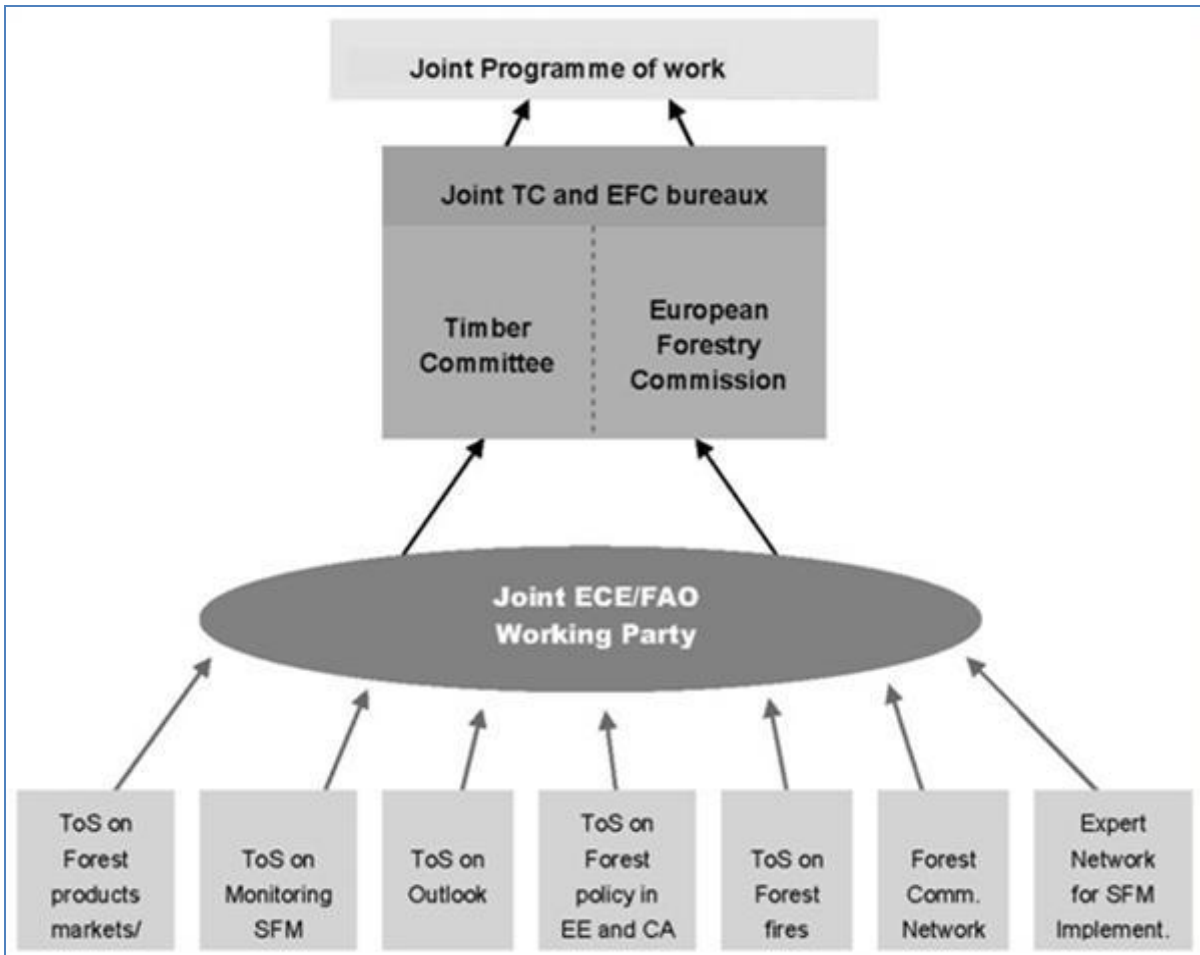 Joint Programme of work
Joint TC and EFC bureaux
Timber
Committee
European
Forestry
Commission
Joint ECE/FAO
Working Party
ToS on
Forest
products
markets/
ToS on
Monitoring
SFM
ToS on
Outlook
ToS on
Forest
policy in
EE and CA
ToS on
Forest
fires
Forest
Comm.
Network
Expert
Network
for SFM
Implement.